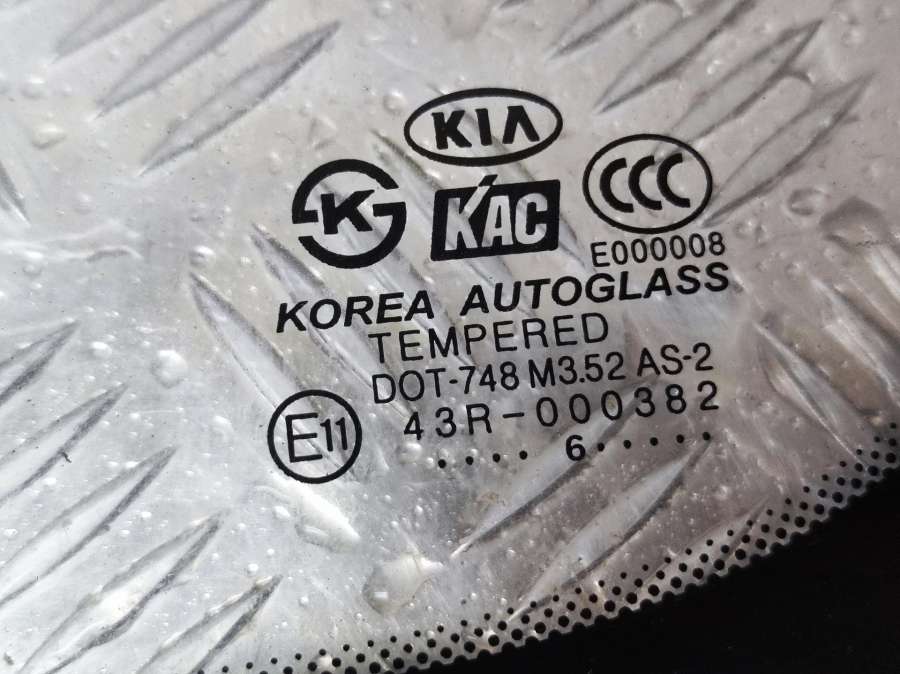 KIA
K
KAC
CCC
E000008
KOREA AUTOGLASS
TEMPERED
DOT-748 M3.52 AS-2
E11
43R-000382
.... 6 .....